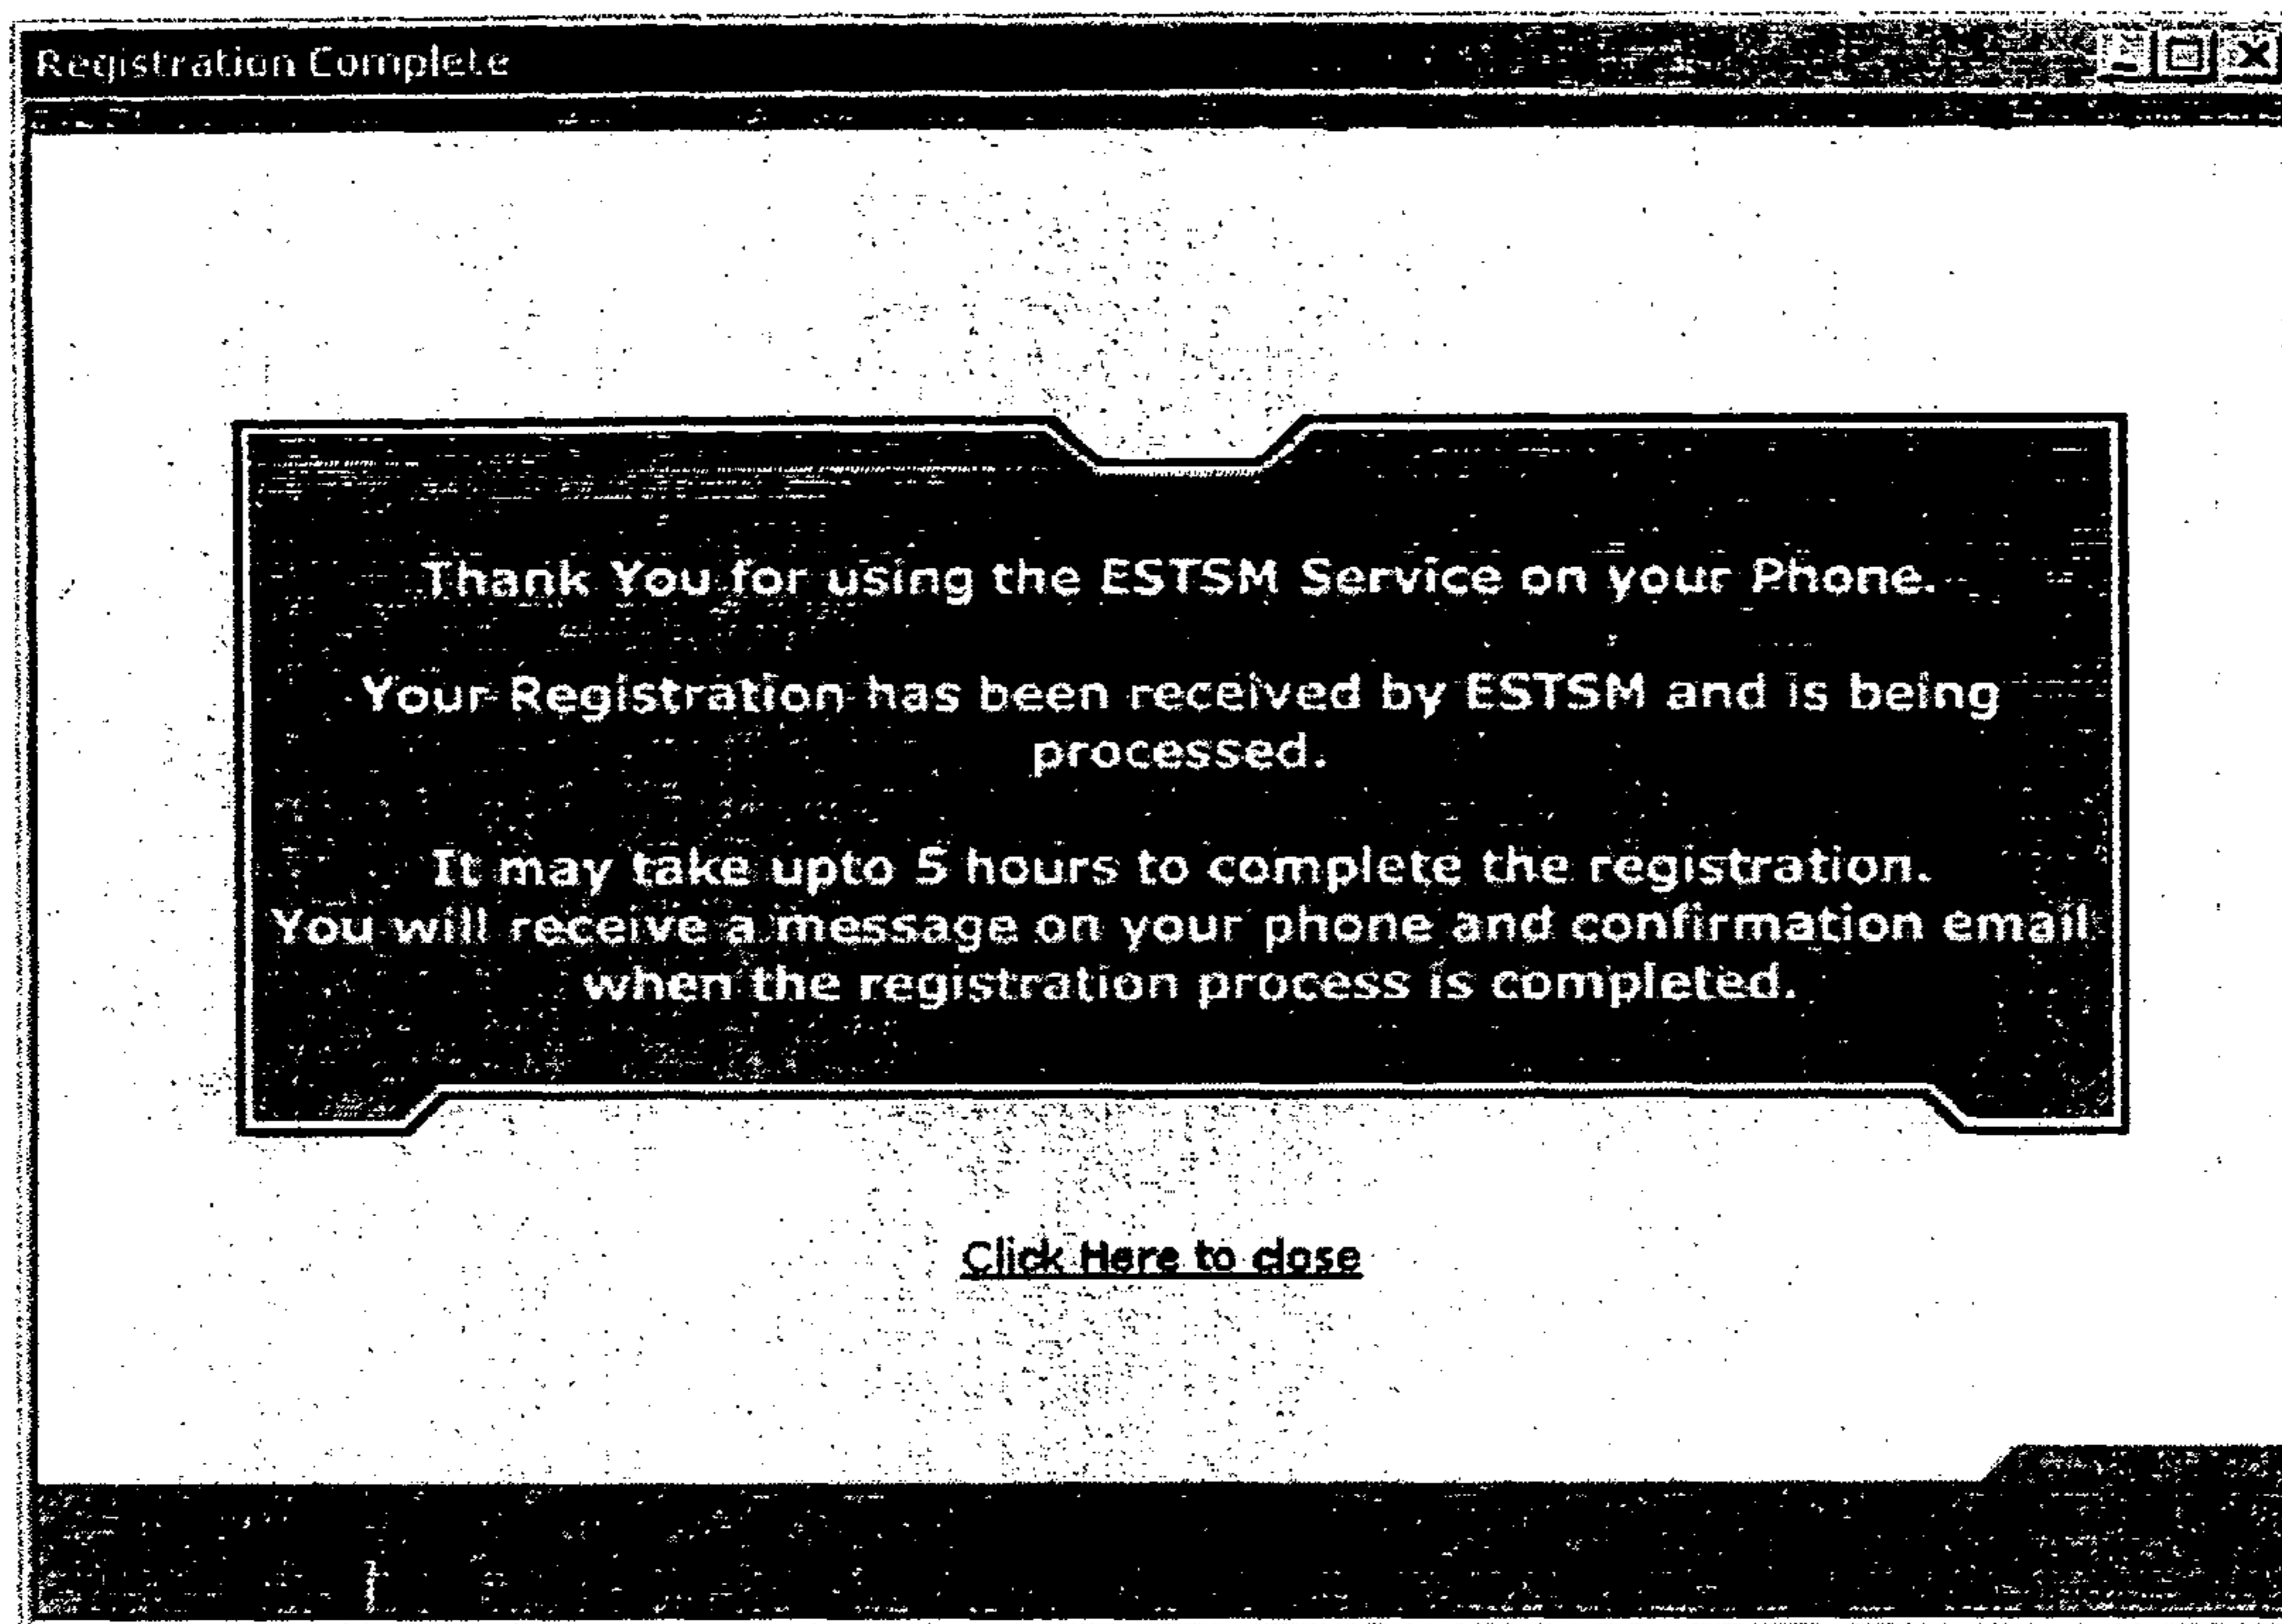 Registration Complete
Thank You for using the ESTSM Service on your Phone.
Your Registration has been received by ESTSM and is being
processed.
It may take upto 5 hours to complete the registration.
You will receive a message on your phone and confirmation email
when the registration process is completed.
Click Here to close